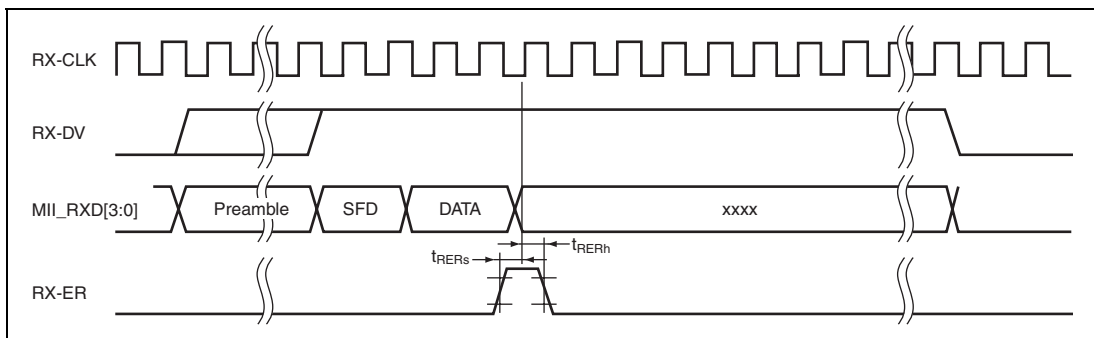 RX-CLK
RX-DV
MII_RXD[3:0]
Preamble
SFD
DATA
xxxx
tRERs
tRERh
RX-ER